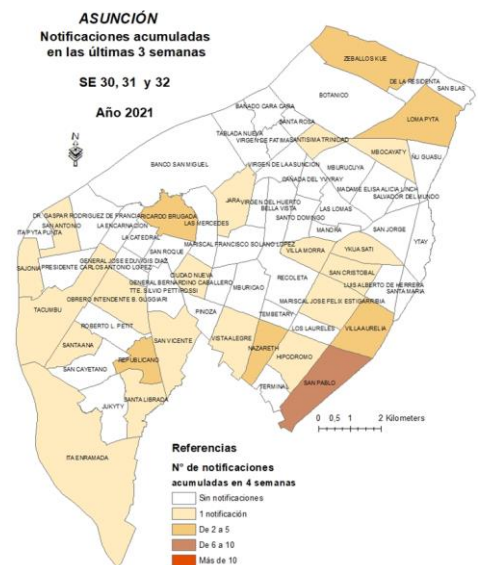 ASUNCIÓN
Notificaciones acumuladas
en las últimas 3 semanas
SE 30, 31 y 32
Año 2021
N
ZEBALLOS KUE
DE LA RESIDENTA
SAN BLAS
BOTANICO
LOMA PYTA
BAÑADO CARA CARA
SANTA ROSA
TABLADA NUEVA
VIRGEN DE FATIMA
SANTISIMA TRINIDAD
MBOCAYATY
ÑU GUASU
BANCO SAN MIGUEL
VIRGEN DE LA ASUNCION
MBURUCUYA
CAÑADA DEL YVYRAY
MADAME ELISA ALICIA LINCH
SALVADOR DEL MUNDO
JARA
VIRGEN DEL HUERTO
BELLA VISTA
LAS LOMAS
DR. GASPAR RODRIGUEZ DE FRANCIA
RICARDO BRUGADA
SAN ANTONIO
LA ENCARNACION
LAS MERCEDES
SANTO DOMINGO
ITA PYTA PUNTA
LA CATEDRAL
MANORA
SAN JORGE
MARISCAL FRANCISCO SOLANO LOPEZ
YTAY
SAN ROQUE
VILLA MORRA
YKUA SATI
GENERAL JOSE EDUVIGIS DIAZ
SAJONIA
PRESIDENTE CARLOS ANTONIO LOPEZ
CIUDAD NUEVA
RECOLETA
SAN CRISTOBAL
GENERAL BERNARDINO CABALLERO
LUIS ALBERTO DE HERRERA
TTE. SILVIO PETTIROSSI
MBURICAO
SANTA MARIA
TACUMBU
OBRERO INTENDENTE B. GUGGIARI
MARISCAL JOSE FELIX ESTIGARRIBIA
PINOZA
TEMBETARY
ROBERTO L. PETIT
LOS LAURELES
VILLA AURELIA
SAN VICENTE
VISTA ALEGRE
SANTA ANA
NAZARETH
HIPODROMO
REPUBLICANO
SAN CAYETANO
TERMINAL
SAN PABLO
SANTA LIBRADA
JUKYTY
0 0,5 1 2 Kilometers
ITA ENRAMADA
Referencias
N° de notificaciones
acumuladas en 4 semanas
Sin notificaciones
1 notificación
De 2 a 5
De 6 a 10
Más de 10